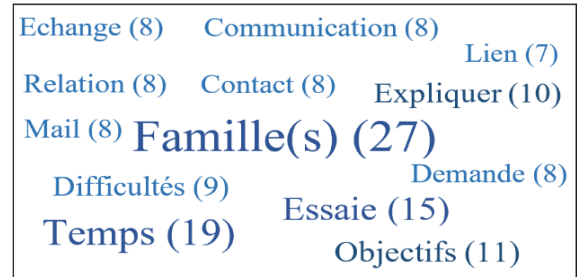 Echange (8) Communication (8)
Lien (7)
Relation (8) Contact (8) Expliquer (10)
Mail (8) Famille(s) (27)
Difficultés (9) Demande (8)
Temps (19) Essaie (15)
Objectifs (11)